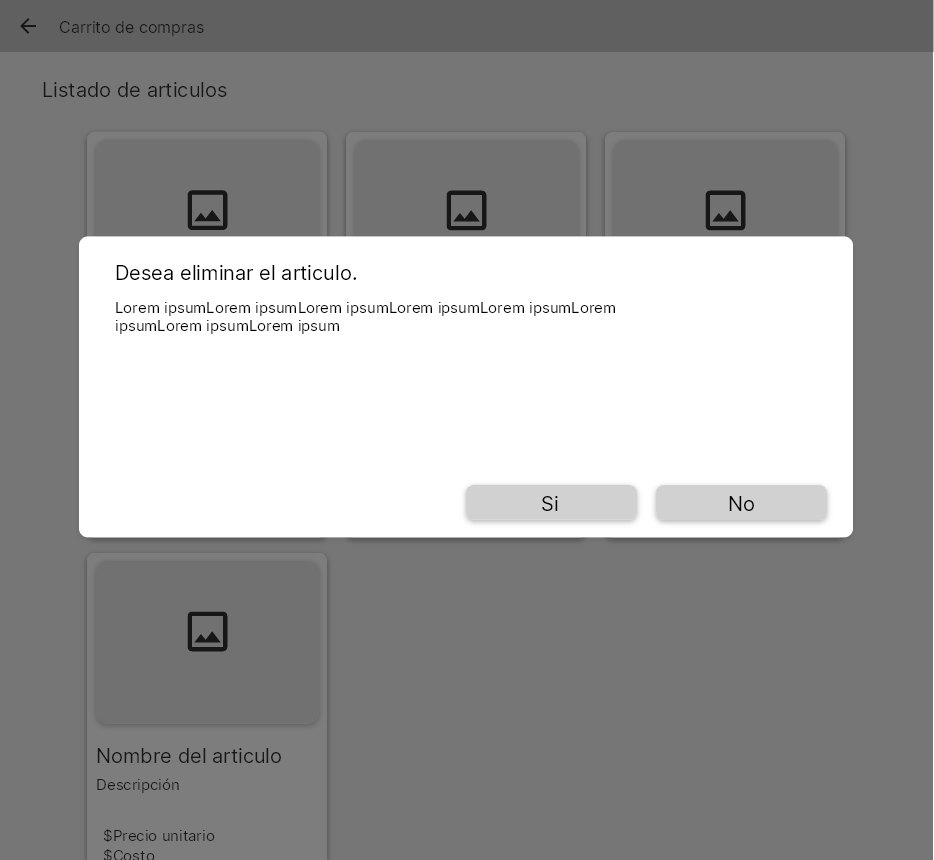 Carrito de compras
Listado de articulos
Desea eliminar el articulo.
Lorem ipsumLorem ipsumLorem ipsumLorem ipsumLorem ipsumLorem
ipsumLorem ipsumLorem ipsum
Si No
Nombre del articulo
Descripción
$Precio unitario
$Costo